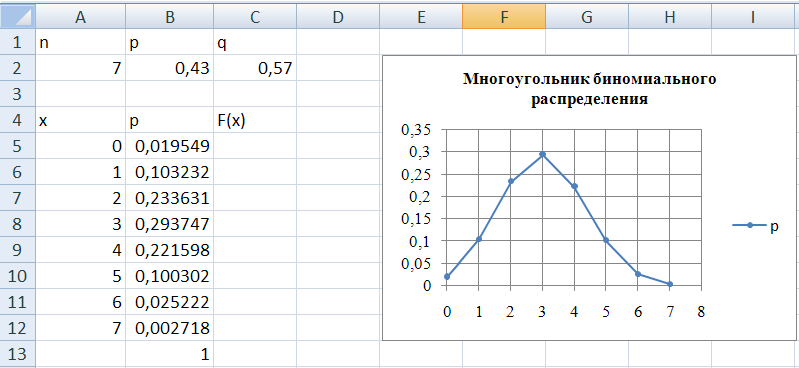 A B C D E F G H I
1 n p q
2 7 0,43 0,57
3
4 x p F(x)
5 0 0,019549
6 1 0,103232
7 2 0,233631
8 3 0,293747
9 4 0,221598
10 5 0,100302
11 6 0,025222
12 7 0,002718
13 1
Многоугольник биномиального
распределения
0,35
0,3
0,25
0,2
0,15
0,1
0,05
0
0 1 2 3 4 5 6 7 8
p